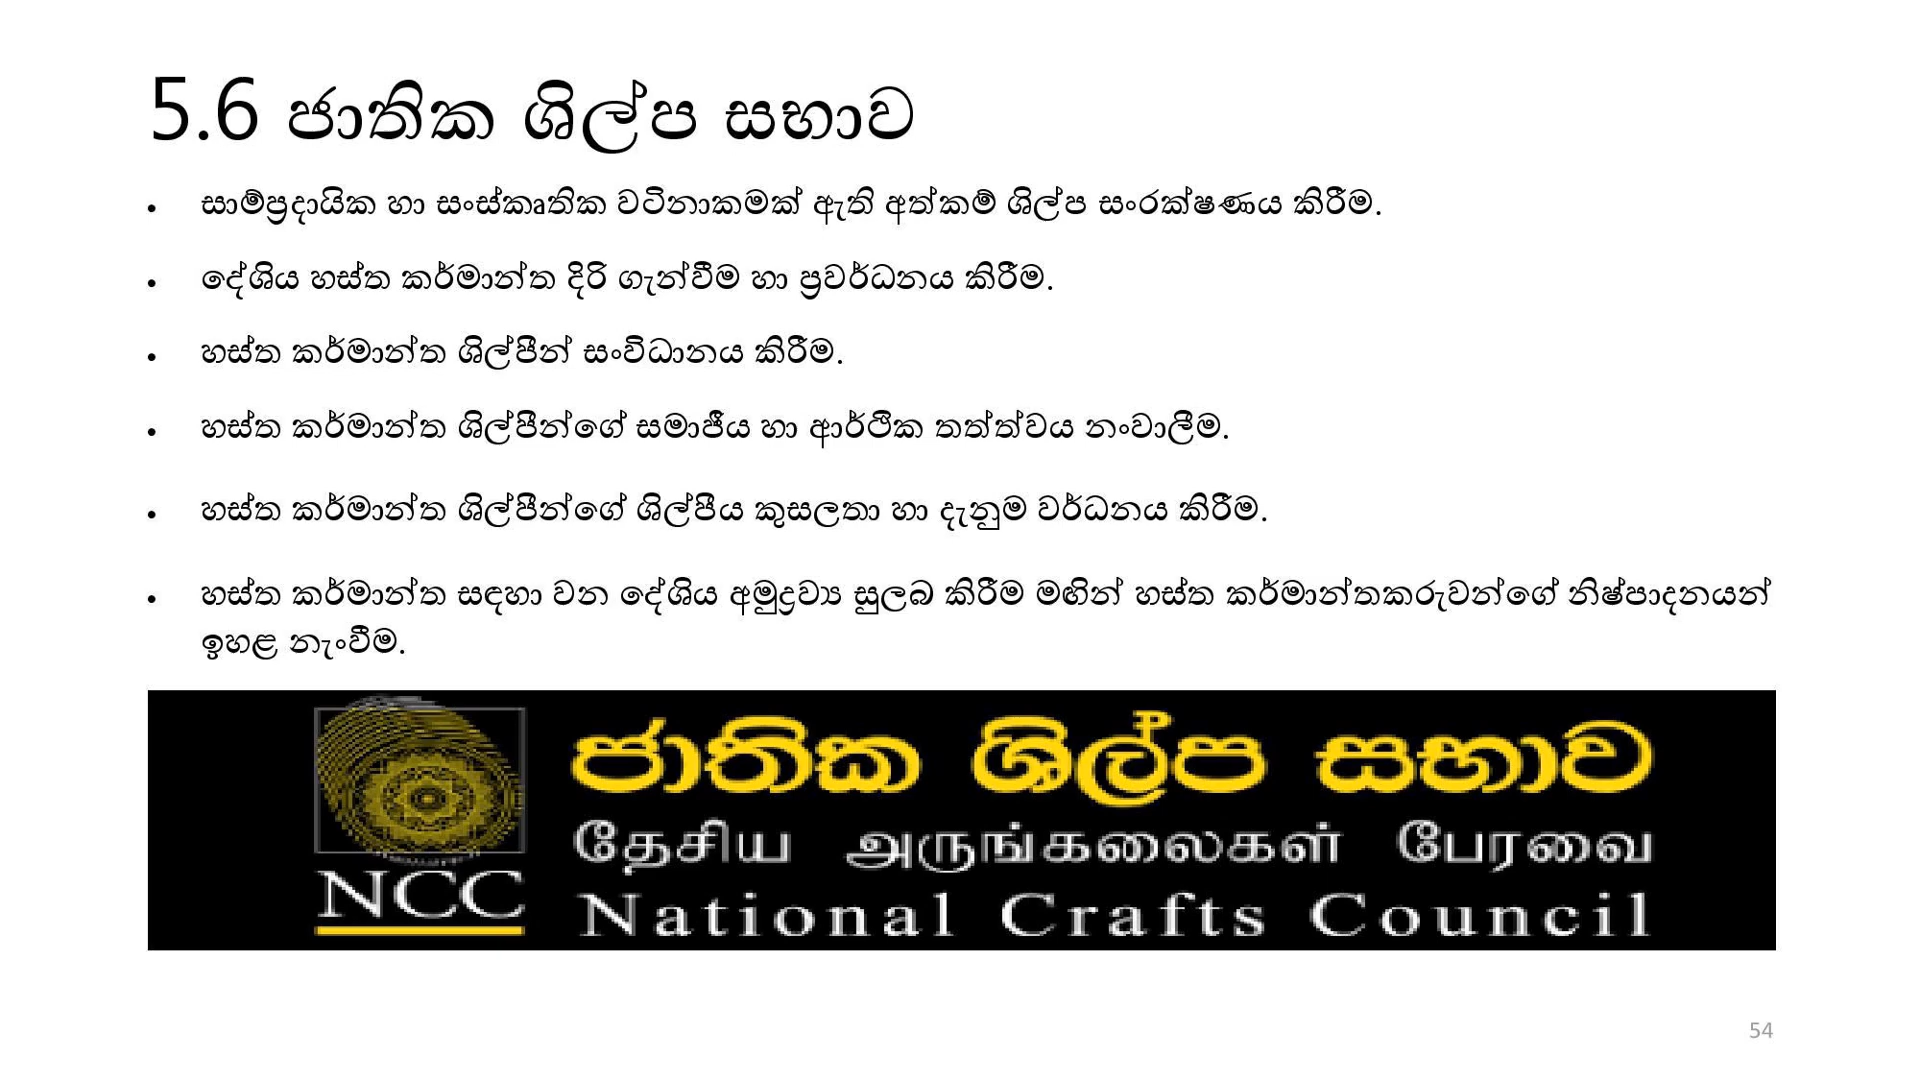 5.6 ජාතික ශිල්ප සභාව
• සාම්ප්‍රදායික හා සංස්කෘතික වටිනාකමක් ඇති අත්කම් ශිල්ප සංරක්ෂණය කිරීම.
• දේශිය හස්ත කර්මාන්ත දිරි ගැන්වීම හා ප්‍රවර්ධනය කිරීම.
• හස්ත කර්මාන්ත ශිල්පීන් සංවිධානය කිරීම.
• හස්ත කර්මාන්ත ශිල්පීන්ගේ සමාජීය හා ආර්ථික තත්ත්වය නංවාලීම.
• හස්ත කර්මාන්ත ශිල්පීන්ගේ ශිල්පීය කුසලතා හා දැනුම වර්ධනය කිරීම.
• හස්ත කර්මාන්ත සඳහා වන දේශිය අමුද්‍රව්‍ය සුලබ කිරීම මඟින් හස්ත කර්මාන්තකරුවන්ගේ නිෂ්පාදනයන්
ඉහළ නැංවීම.
ජාතික ශිල්ප සභාව
தேசிய அருங்கலைகள் பேரவை
NCC
National Crafts Council
54